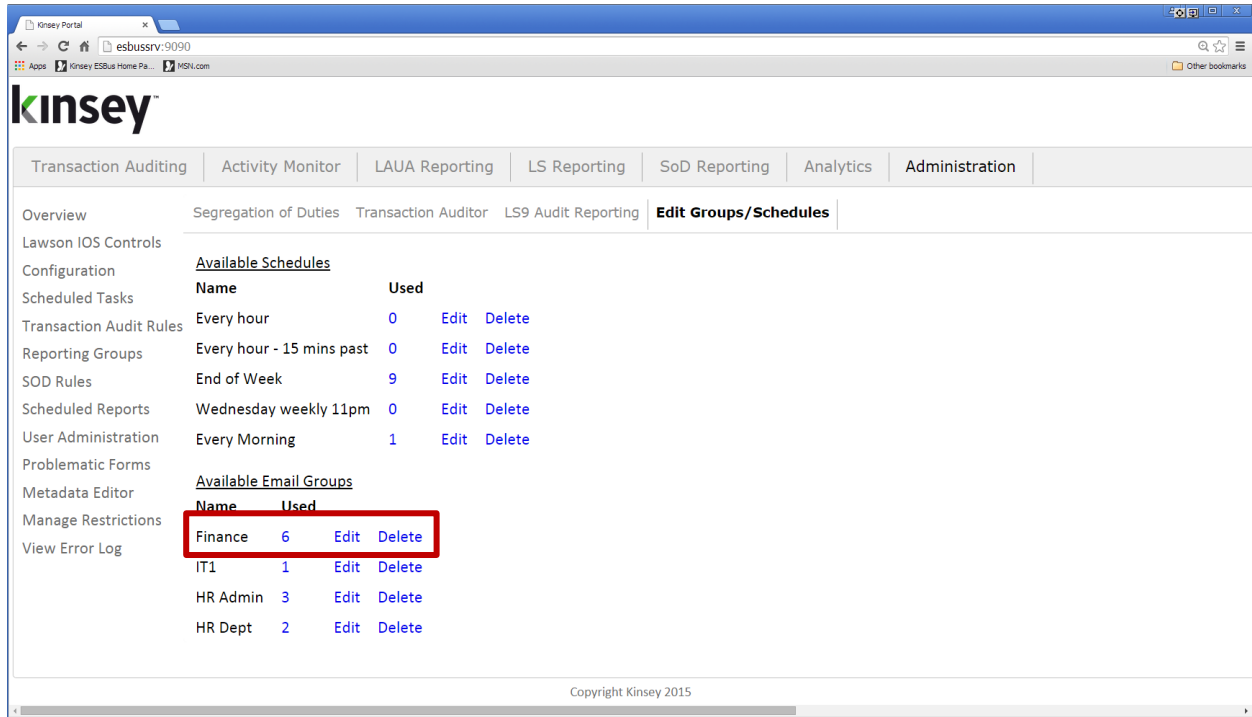 Kinsey Portal
esbussrv:9090
Apps Kinsey ESBus Home Pa... MSN.com Other bookmarks
kinsey™
Transaction Auditing Activity Monitor LAUA Reporting LS Reporting SoD Reporting Analytics Administration
Segregation of Duties Transaction Auditor LS9 Audit Reporting Edit Groups/Schedules
Overview
Lawson IOS Controls
Configuration
Scheduled Tasks
Transaction Audit Rules
Reporting Groups
SOD Rules
Scheduled Reports
User Administration
Problematic Forms
Metadata Editor
Manage Restrictions
View Error Log
Available Schedules
Name Used
Every hour 0 Edit Delete
Every hour - 15 mins past 0 Edit Delete
End of Week 9 Edit Delete
Wednesday weekly 11pm 0 Edit Delete
Every Morning 1 Edit Delete
Available Email Groups
Name Used
Finance 6 Edit Delete
IT1 1 Edit Delete
HR Admin 3 Edit Delete
HR Dept 2 Edit Delete
Copyright Kinsey 2015